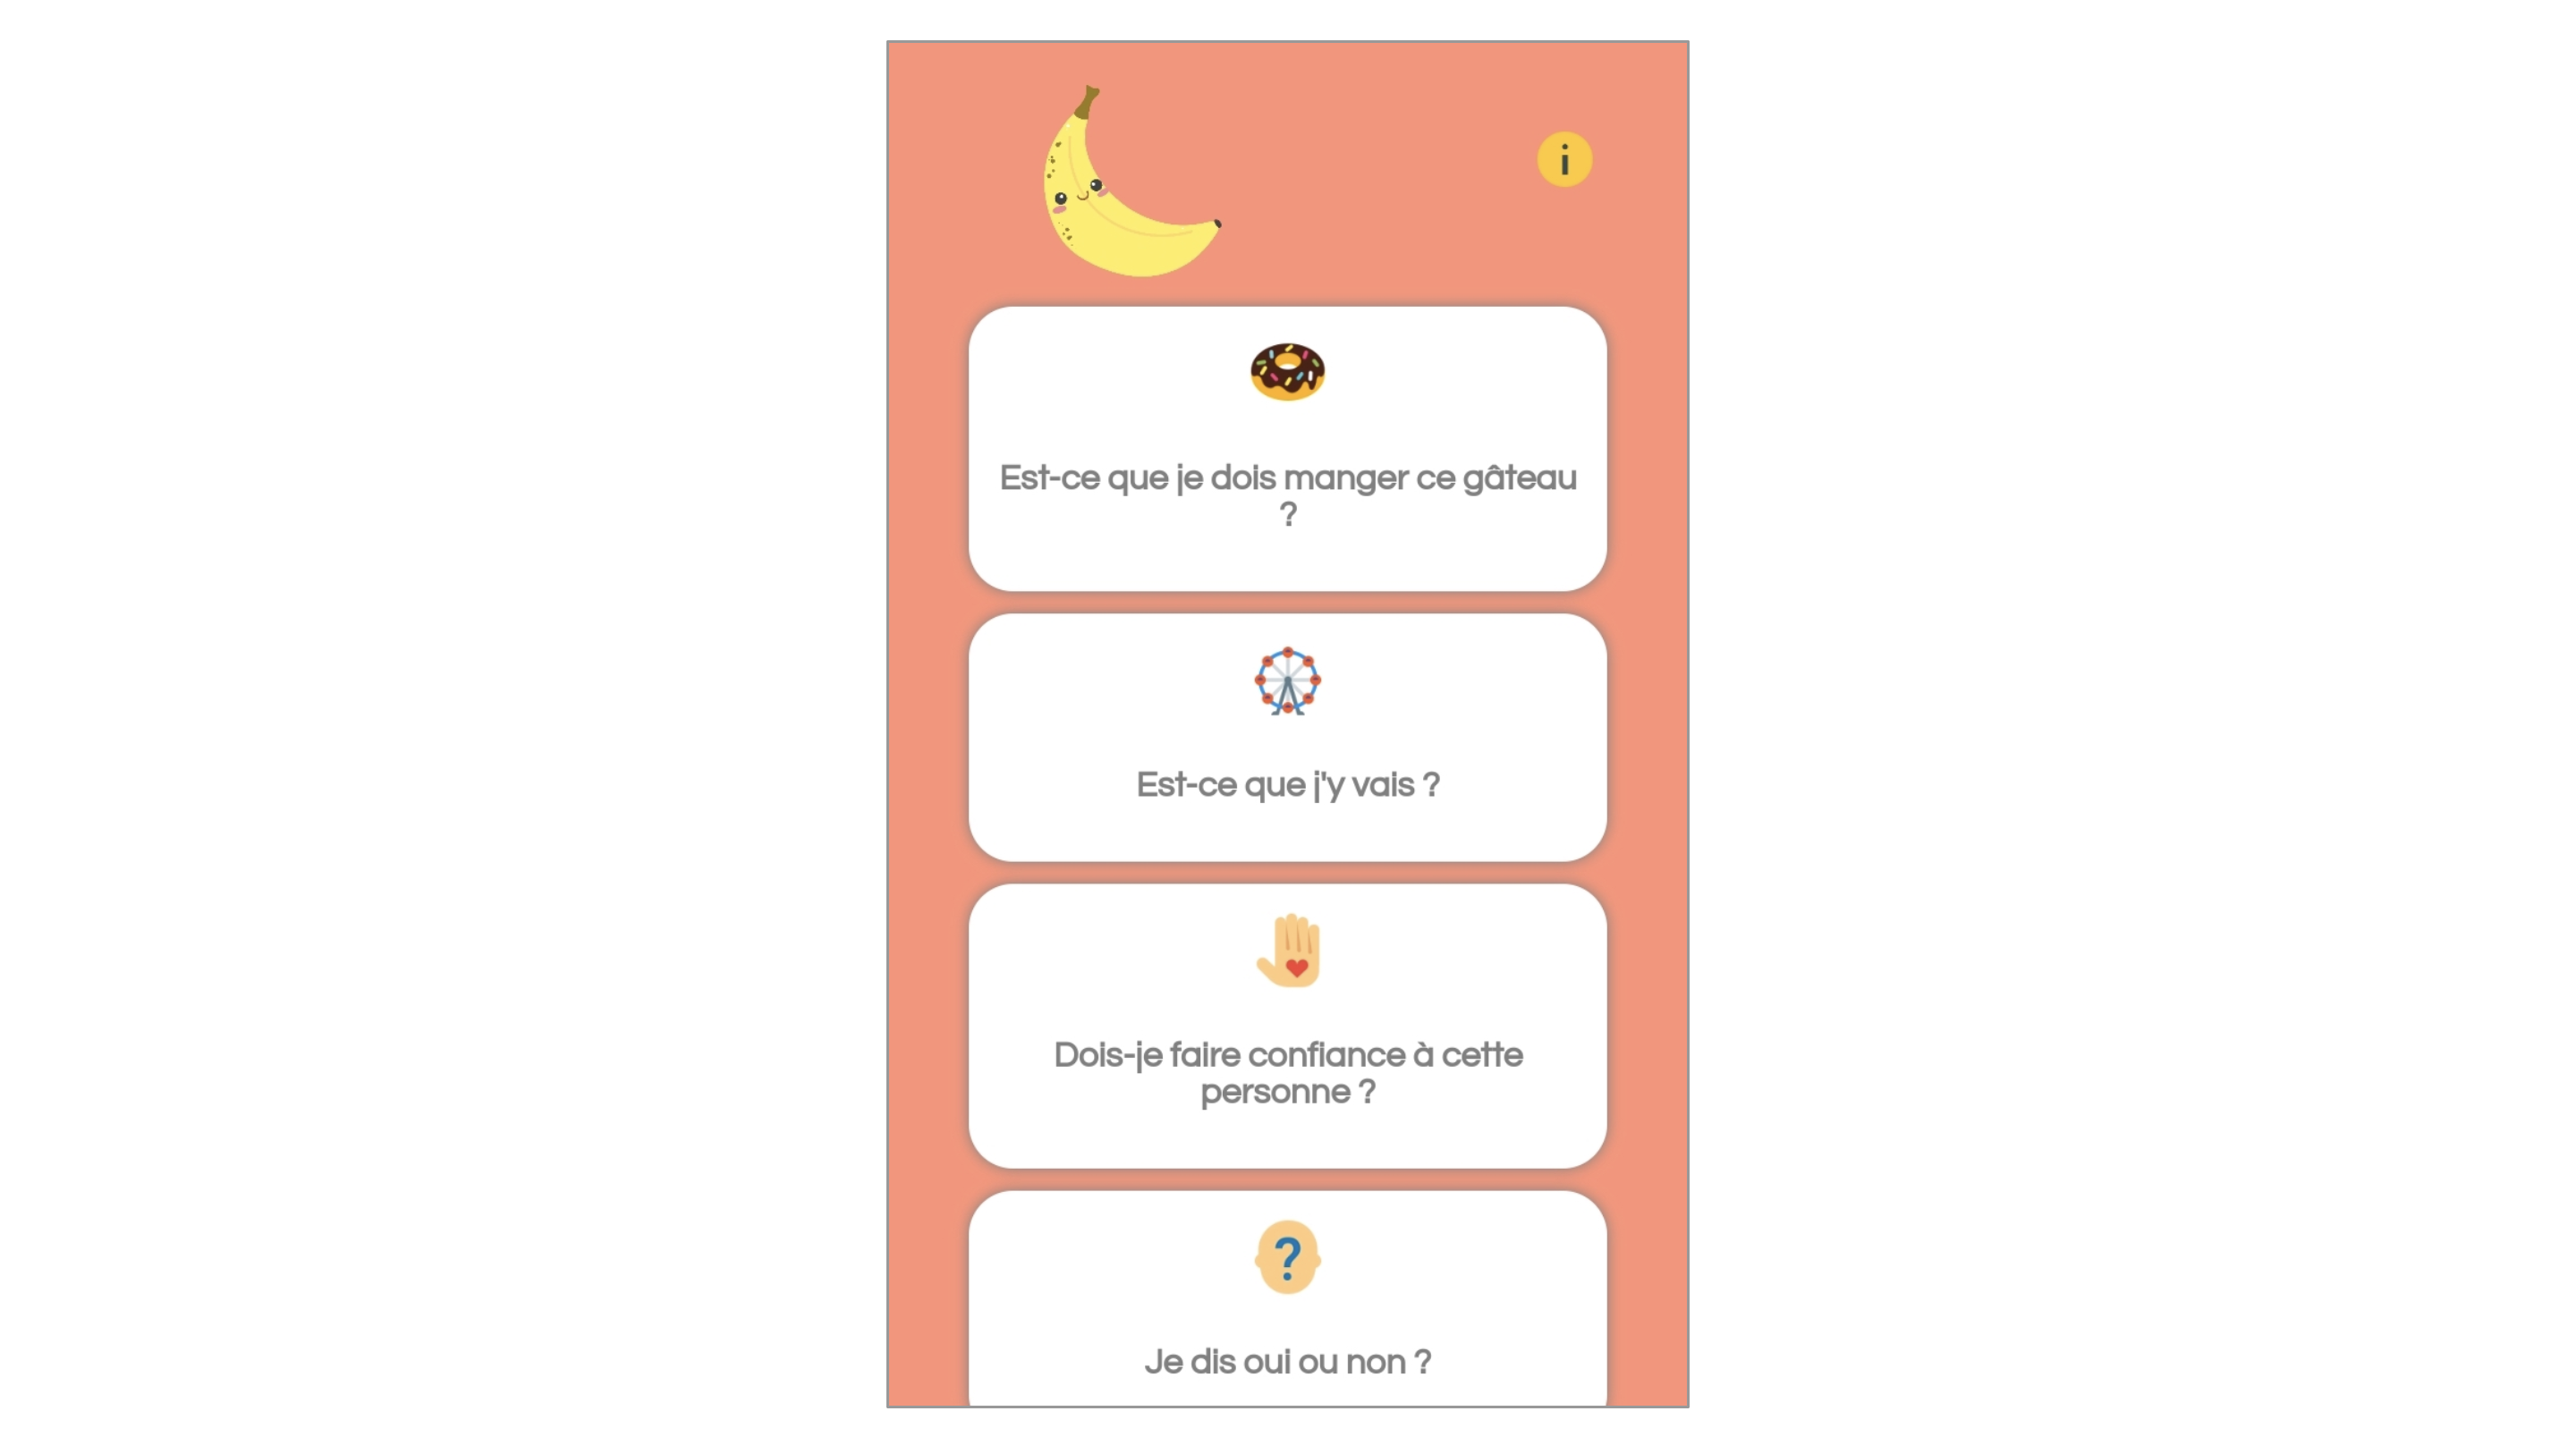 i
Est-ce que je dois manger ce gâteau
?
Est-ce que j'y vais ?
Dois-je faire confiance à cette
personne ?
?
Je dis oui ou non ?